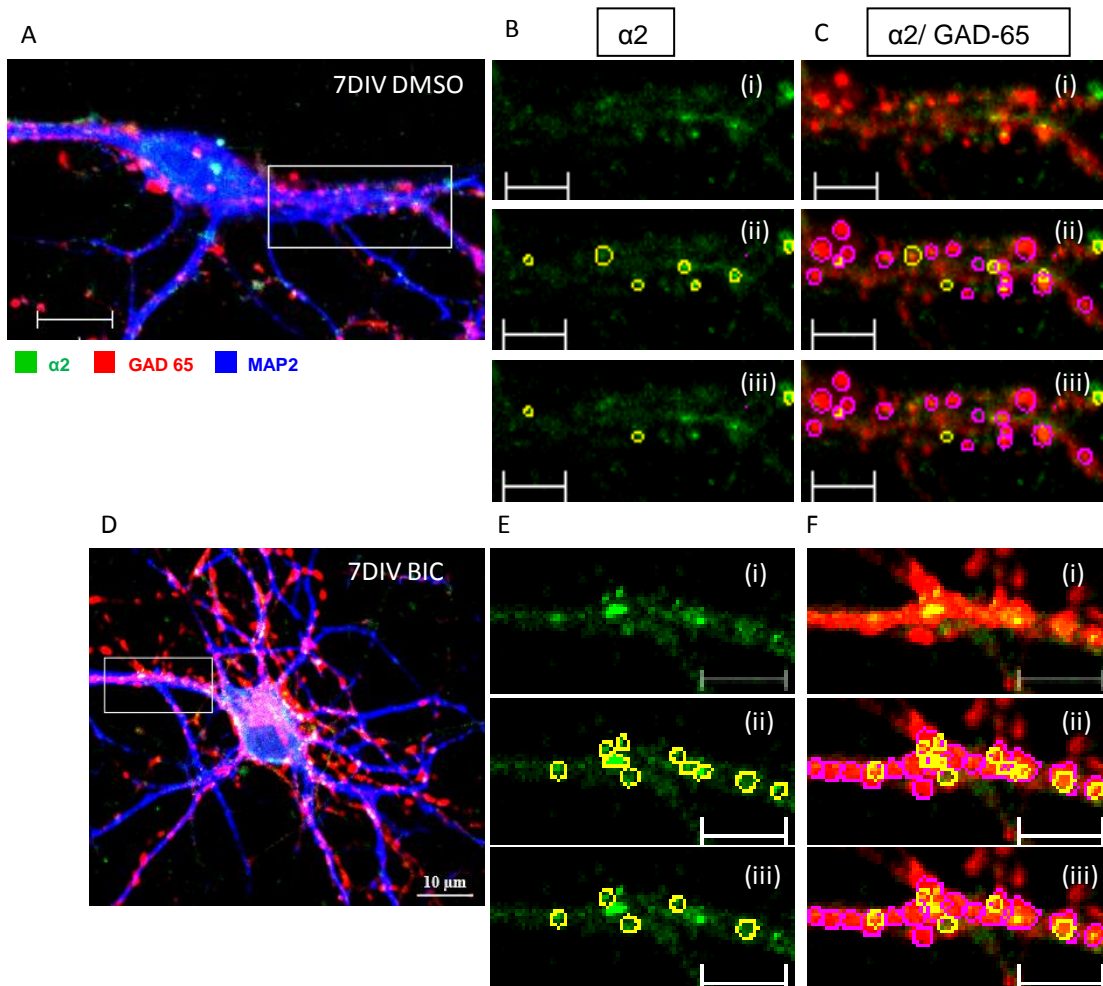 A
7DIV DMSO
α2
GAD 65
MAP2
B
α2
(i)
(ii)
(iii)
C
α2/ GAD-65
(i)
(ii)
(iii)
D
7DIV BIC
10 µm
E
(i)
(ii)
(iii)
F
(i)
(ii)
(iii)